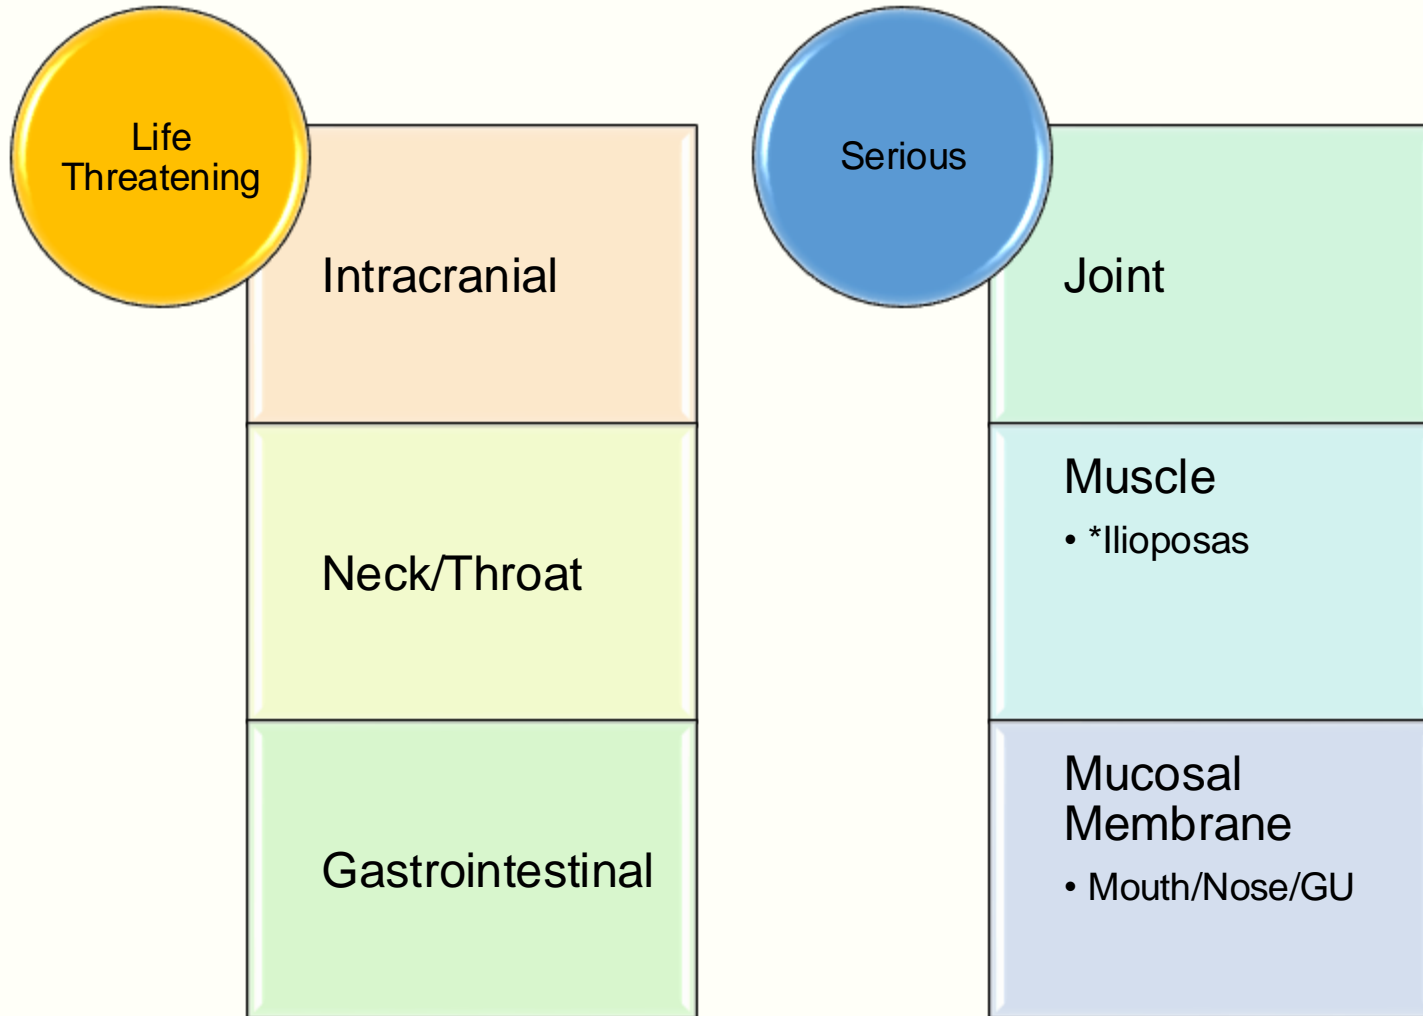 Life
Threatening
Intracranial
Neck/Throat
Gastrointestinal
Serious
Joint
Muscle
• *Ilioposas
Mucosal
Membrane
• Mouth/Nose/GU